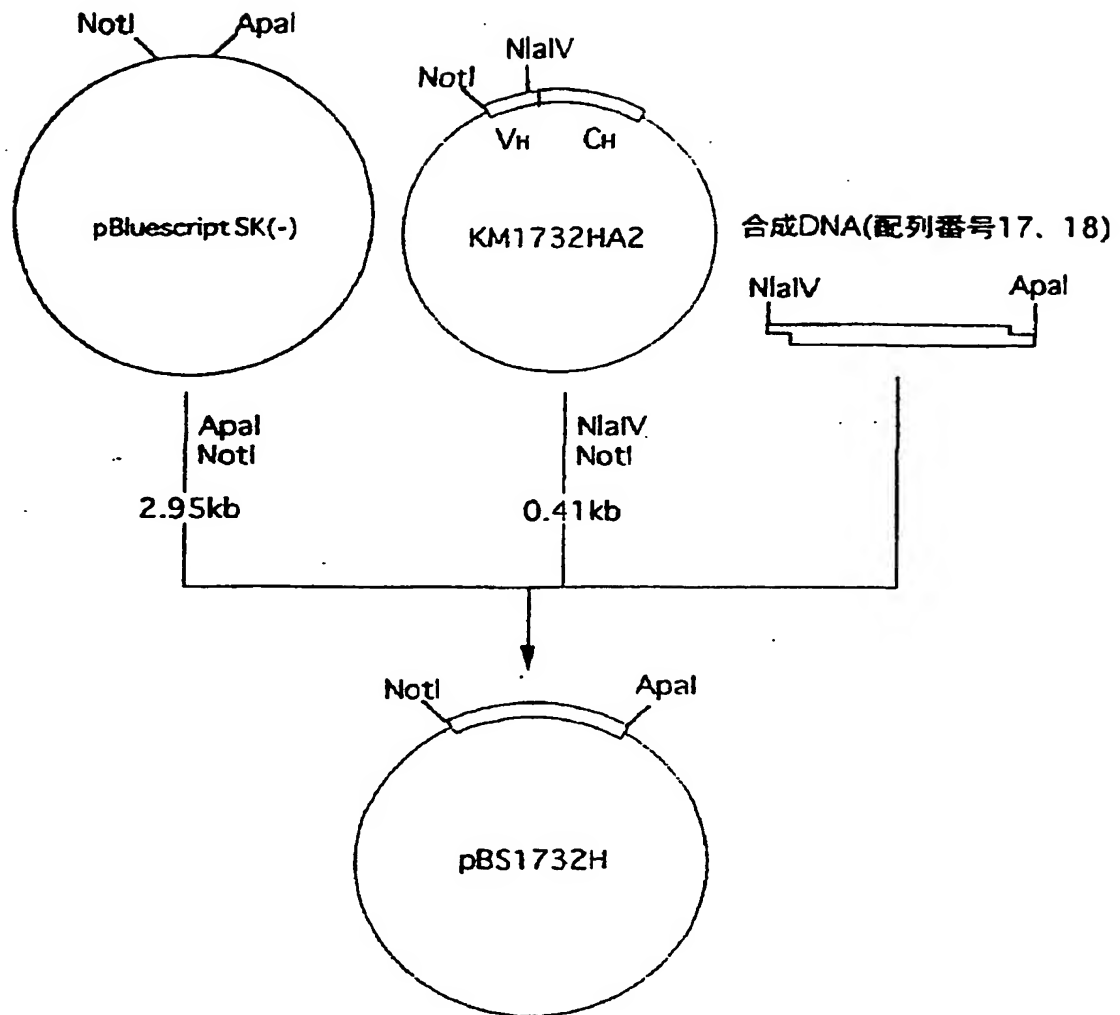 NotI
ApaI
NlaIV
NotI
VH
CH
pBluescript SK(-)
KM1732HA2
合成DNA(配列番号17、18)
NlaIV
ApaI
ApaI
NotI
NlaIV
NotI
2.95kb
0.41kb
NotI
ApaI
pBS1732H